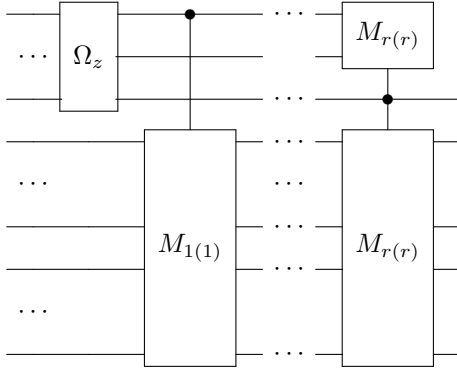 ⋯ M_{r(r)}
⋯ Ω_z
⋯
⋯
⋯
M_{1(1)} ⋯ M_{r(r)}
⋯
⋯
⋯